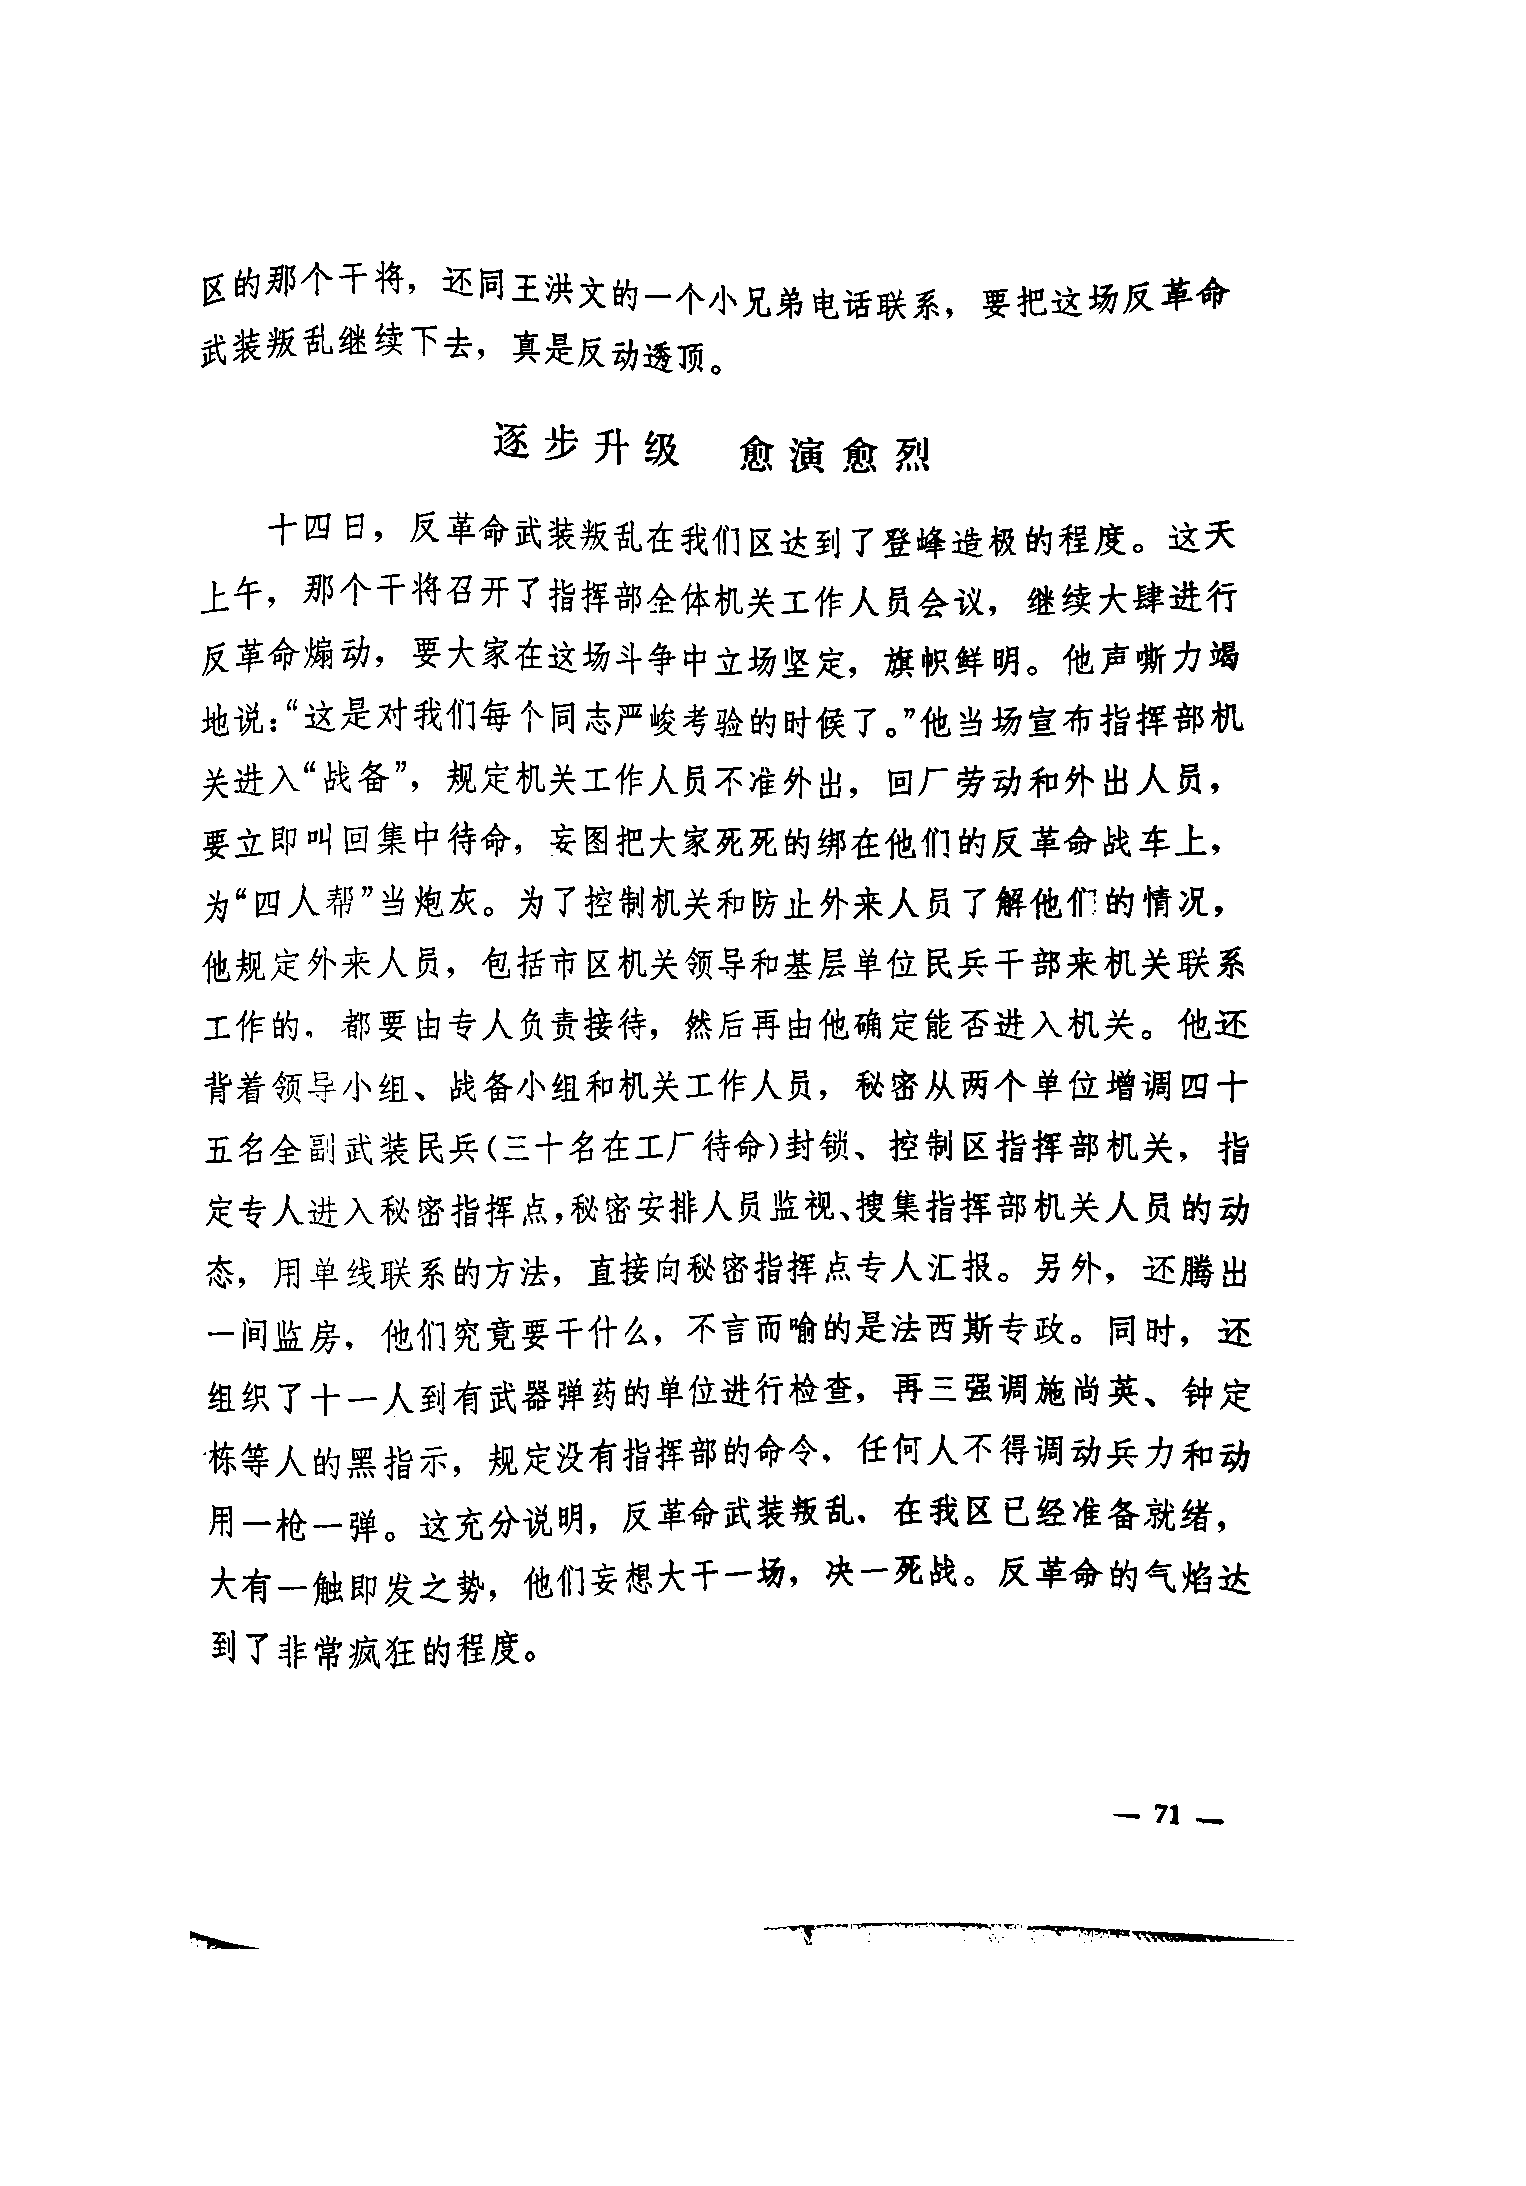 区的那个干将，还同王洪文的一个小兄弟电话联系，要把这场反革命
武装叛乱继续下去，真是反动透顶。
逐步升级　愈演愈烈
十四日，反革命武装叛乱在我们区达到了登峰造极的程度。这天
上午，那个干将召开了指挥部全体机关工作人员会议，继续大肆进行
反革命煽动，要大家在这场斗争中立场坚定，旗帜鲜明。他声嘶力竭
地说：“这是对我们每个同志严峻考验的时候了。”他当场宣布指挥部机
关进入“战备”，规定机关工作人员不准外出，回厂劳动和外出人员，
要立即叫回集中待命，妄图把大家死死的绑在他们的反革命战车上，
为“四人帮”当炮灰。为了控制机关和防止外来人员了解他们的情况，
他规定外来人员，包括市区机关领导和基层单位民兵干部来机关联系
工作的，都要由专人负责接待，然后再由他确定能否进入机关。他还
背着领导小组、战备小组和机关工作人员，秘密从两个单位增调四十
五名全副武装民兵（三十名在工厂待命）封锁、控制区指挥部机关，指
定专人进入秘密指挥点，秘密安排人员监视、搜集指挥部机关人员的动
态，用单线联系的方法，直接向秘密指挥点专人汇报。另外，还腾出
一间监房，他们究竟要干什么，不言而喻的是法西斯专政。同时，还
组织了十一人到有武器弹药的单位进行检查，再三强调施尚英、钟定
栋等人的黑指示，规定没有指挥部的命令，任何人不得调动兵力和动
用一枪一弹。这充分说明，反革命武装叛乱，在我区已经准备就绪，
大有一触即发之势，他们妄想大干一场，决一死战。反革命的气焰达
到了非常疯狂的程度。
— 71 —